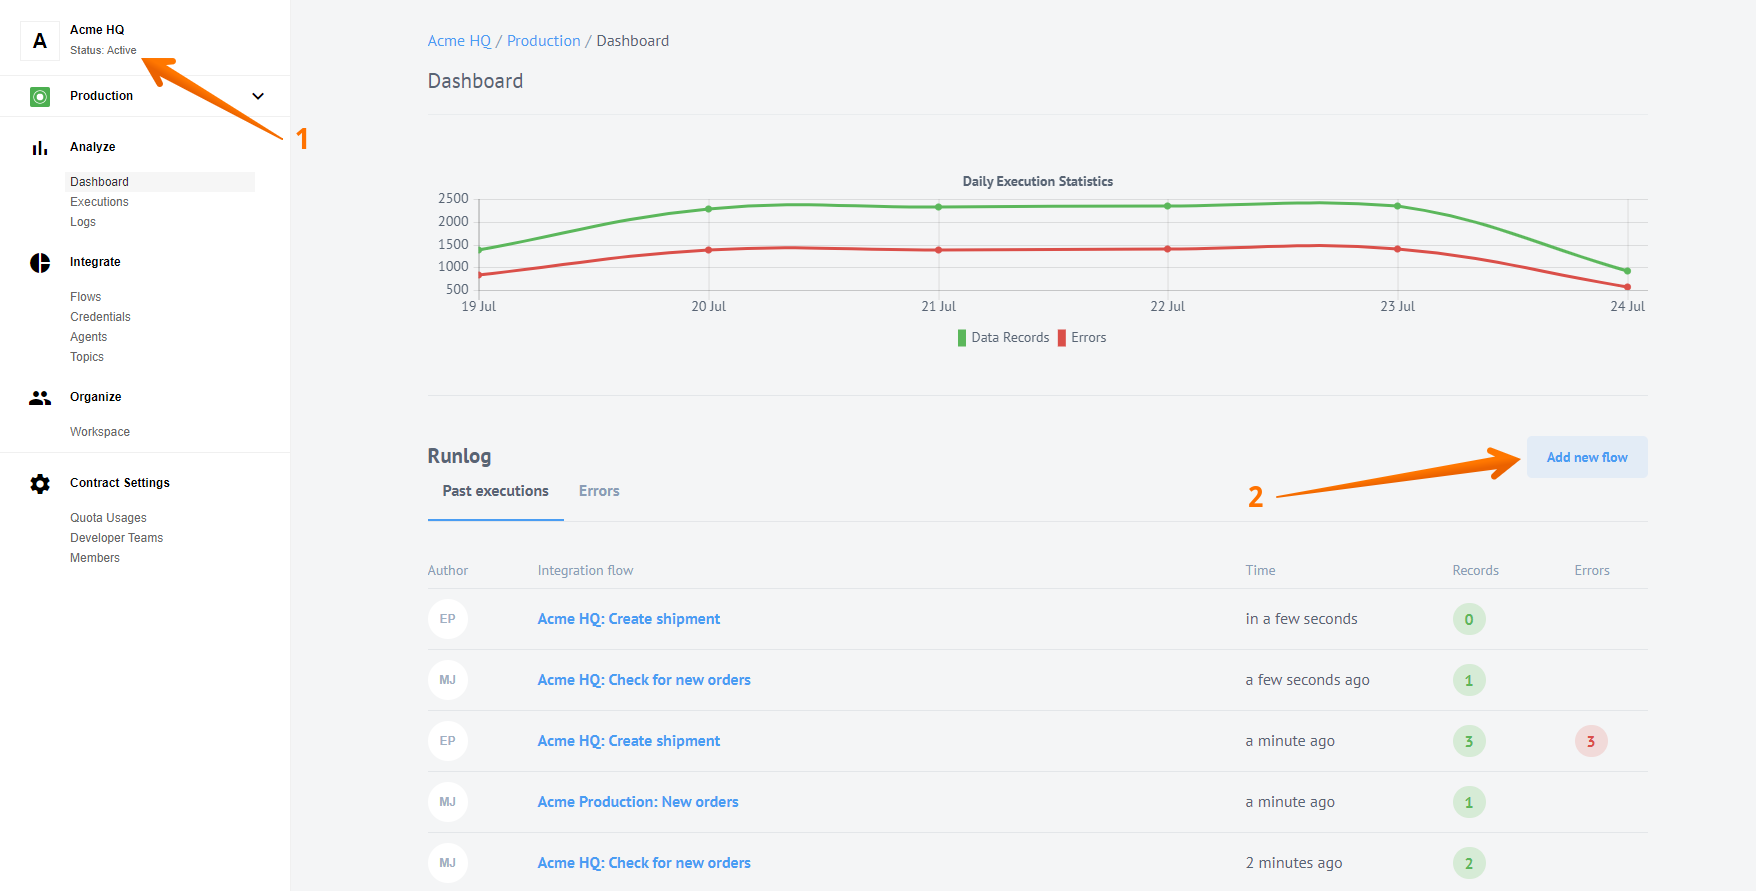 A
Acme HQ
Status: Active
Production
1
Analyze
Dashboard
Executions
Logs
Integrate
Flows
Credentials
Agents
Topics
Organize
Workspace
Contract Settings
Quota Usages
Developer Teams
Members
Acme HQ / Production / Dashboard
Dashboard
Daily Execution Statistics
2500
2000
1500
1000
500
19 Jul 20 Jul 21 Jul 22 Jul 23 Jul 24 Jul
Data Records Errors
Runlog
Add new flow
2
Past executions Errors
Author Integration flow Time Records Errors
EP Acme HQ: Create shipment in a few seconds 0
MJ Acme HQ: Check for new orders a few seconds ago 1
EP Acme HQ: Create shipment a minute ago 3 3
MJ Acme Production: New orders a minute ago 1
MJ Acme HQ: Check for new orders 2 minutes ago 2